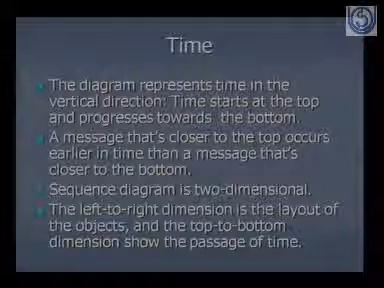 Time
The diagram represents time in the
vertical direction: Time starts at the top
and progresses towards the bottom.
A message that's closer to the top occurs
earlier in time than a message that's
closer to the bottom.
Sequence diagram is two-dimensional.
The left-to-right dimension is the layout of
the objects, and the top-to-bottom
dimension show the passage of time.